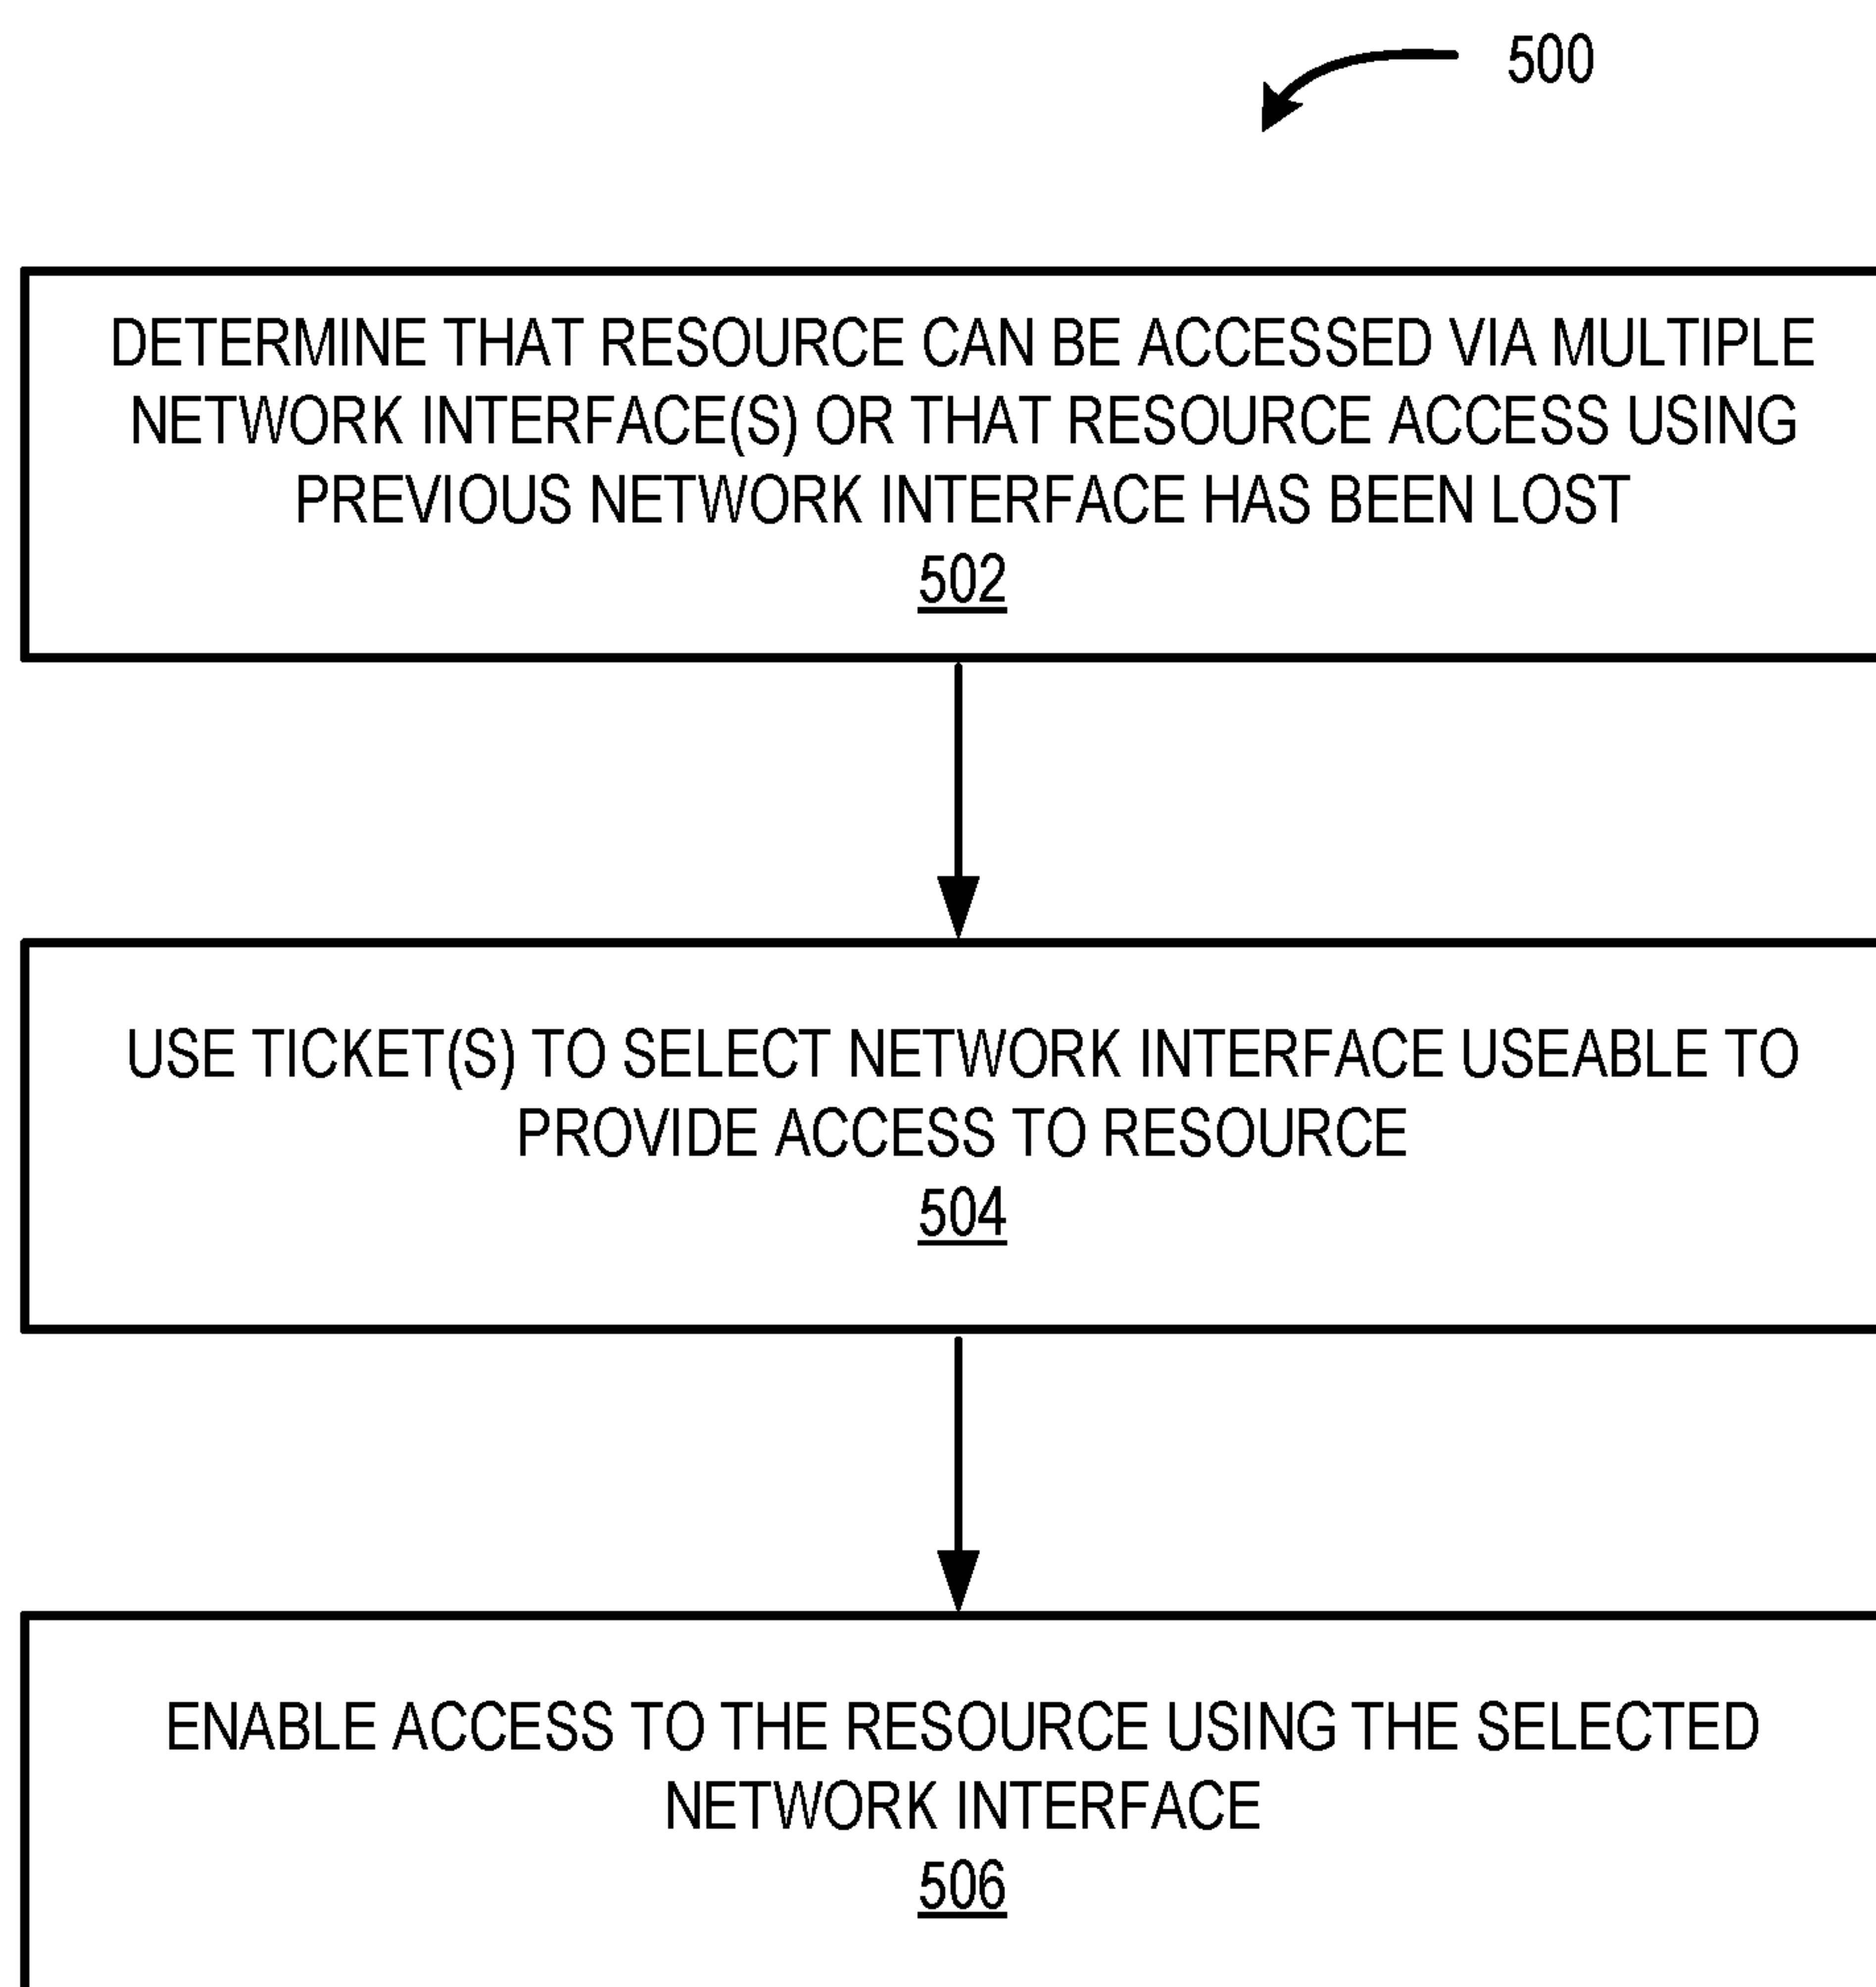 500
DETERMINE THAT RESOURCE CAN BE ACCESSED VIA MULTIPLE
NETWORK INTERFACE(S) OR THAT RESOURCE ACCESS USING
PREVIOUS NETWORK INTERFACE HAS BEEN LOST
502
USE TICKET(S) TO SELECT NETWORK INTERFACE USEABLE TO
PROVIDE ACCESS TO RESOURCE
504
ENABLE ACCESS TO THE RESOURCE USING THE SELECTED
NETWORK INTERFACE
506